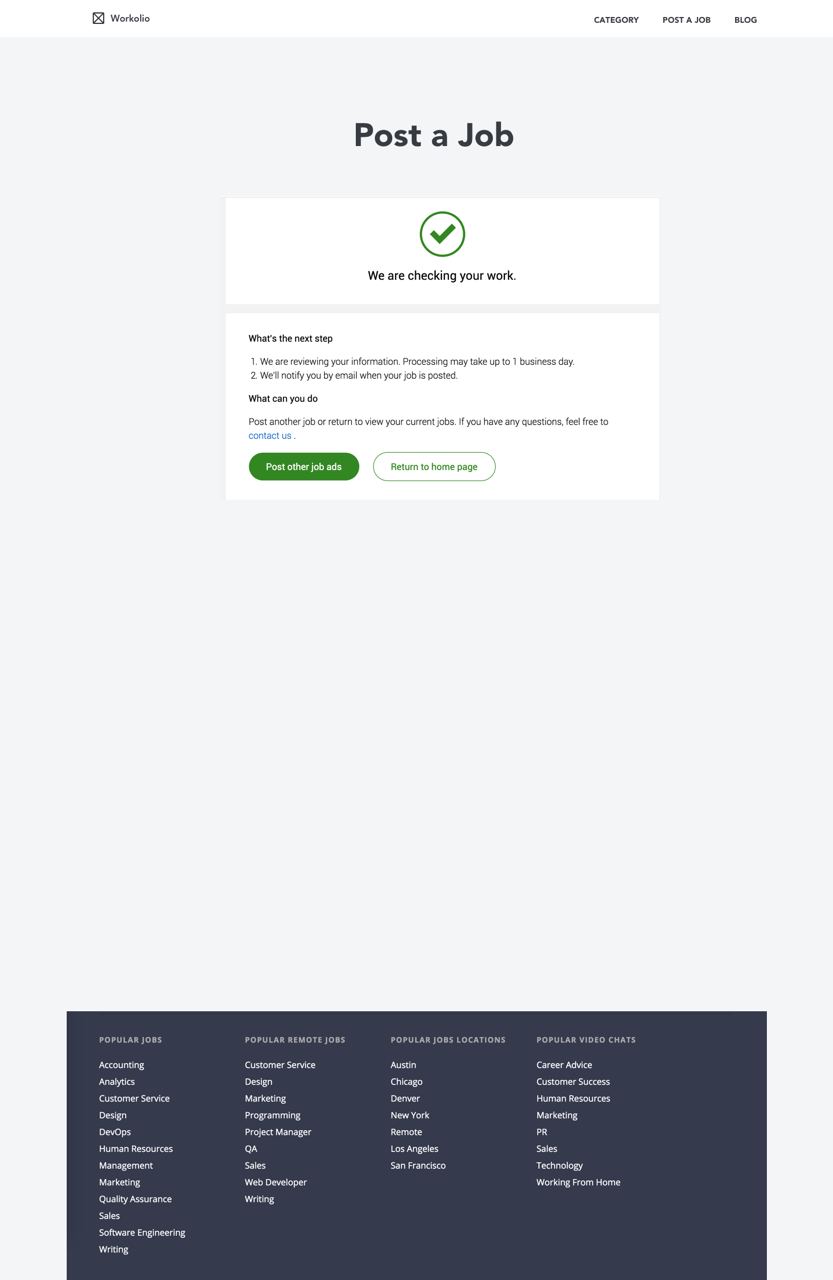 Workolio
CATEGORY
POST A JOB
BLOG
Post a Job
We are checking your work.
What's the next step
1. We are reviewing your information. Processing may take up to 1 business day.
2. We'll notify you by email when your job is posted.
What can you do
Post another job or return to view your current jobs. If you have any questions, feel free to
contact us .
Post other job ads
Return to home page
POPULAR JOBS
Accounting
Analytics
Customer Service
Design
DevOps
Human Resources
Management
Marketing
Quality Assurance
Sales
Software Engineering
Writing
POPULAR REMOTE JOBS
Customer Service
Design
Marketing
Programming
Project Manager
QA
Sales
Web Developer
Writing
POPULAR JOBS LOCATIONS
Austin
Chicago
Denver
New York
Remote
Los Angeles
San Francisco
POPULAR VIDEO CHATS
Career Advice
Customer Success
Human Resources
Marketing
PR
Sales
Technology
Working From Home